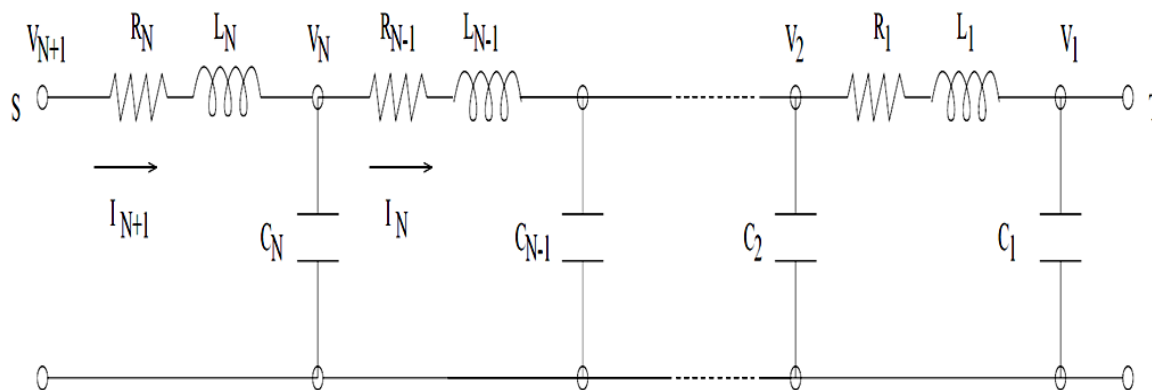 V_{N+1} R_N L_N V_N R_{N-1} L_{N-1} V_2 R_1 L_1 V_1
S
I_{N+1} I_N
C_N C_{N-1} C_2 C_1